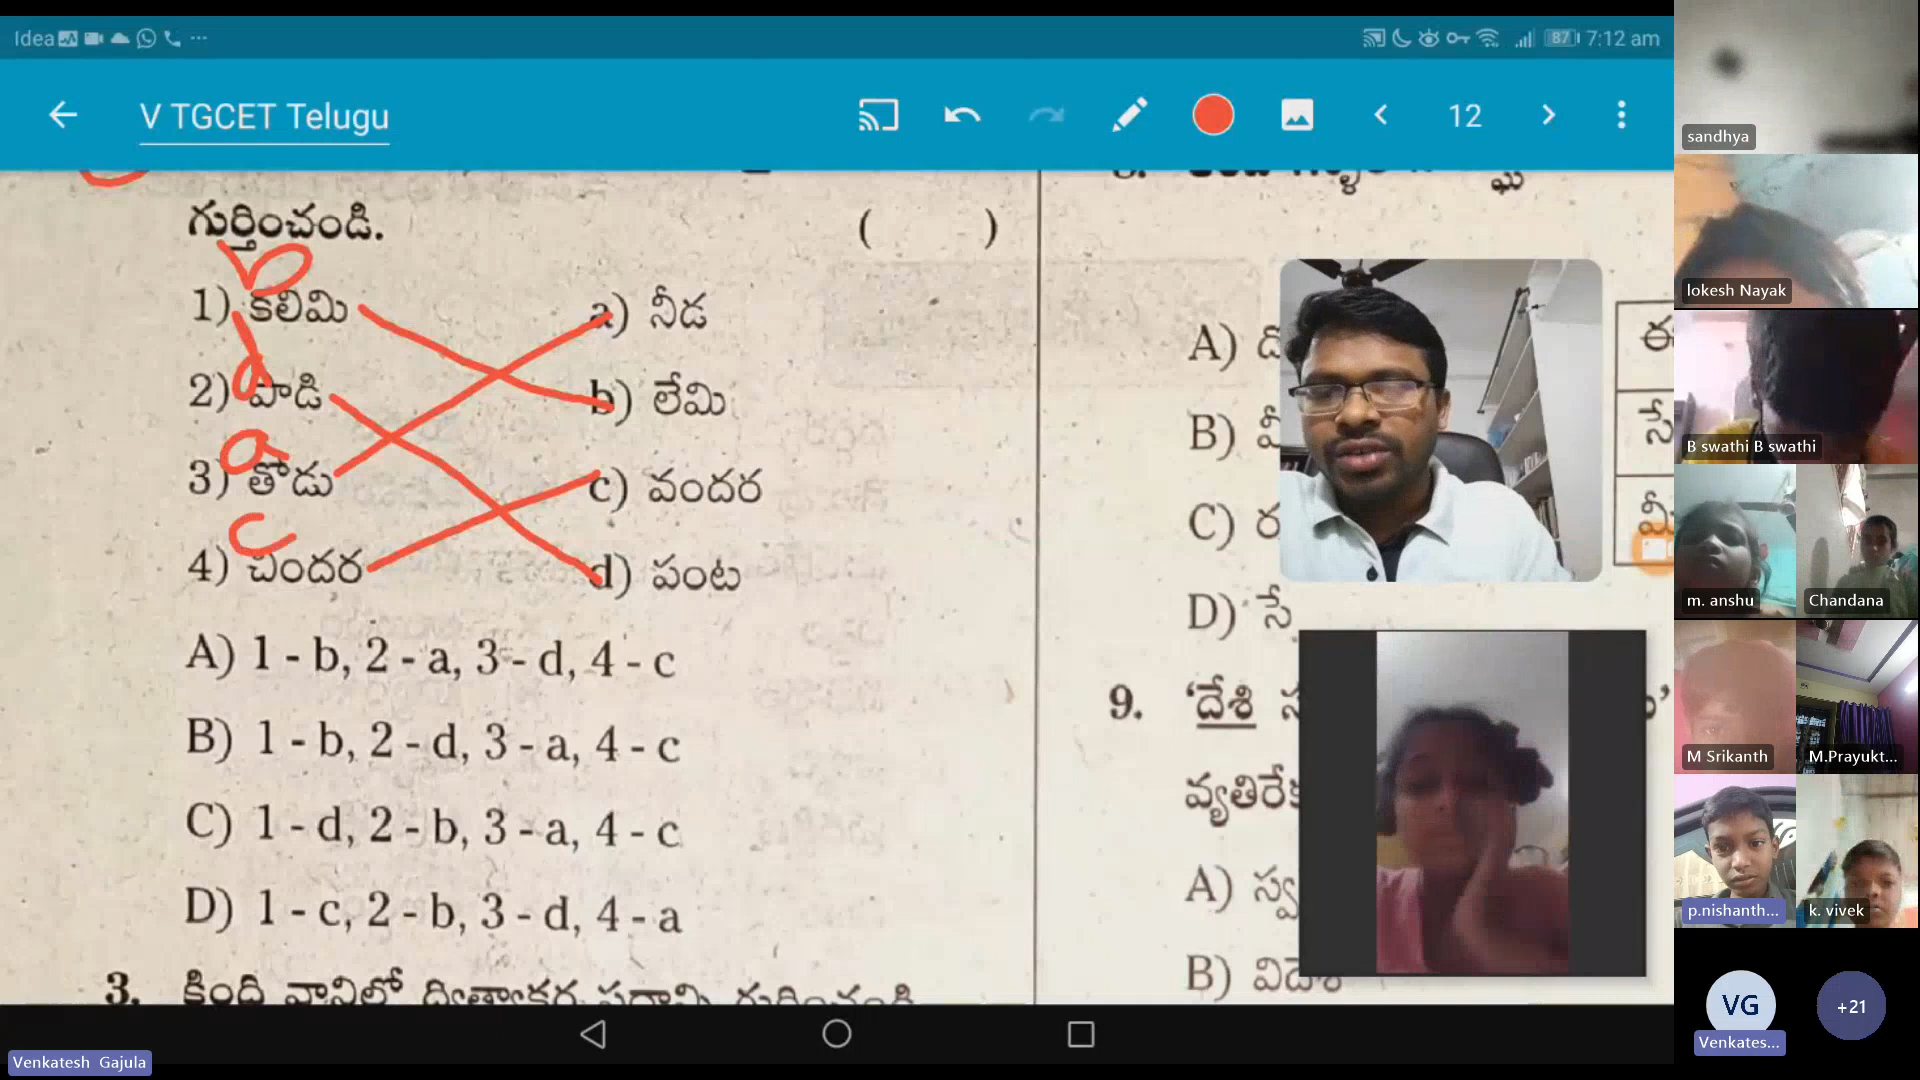 Idea
87 7:12 am
V TGCET Telugu
12
గుర్తించండి. ( )
b
1) కలిమి a) నీడ
d
2) పాడి b) లేమి
a
3) తోడు c) వందర
c
4) చిందర d) పంట
A) 1 - b, 2 - a, 3 - d, 4 - c
B) 1 - b, 2 - d, 3 - a, 4 - c
C) 1 - d, 2 - b, 3 - a, 4 - c
D) 1 - c, 2 - b, 3 - d, 4 - a
3. కింది వానిలో
A)
B)
C)
D) సే
9. 'దేశి
A)
B)
sandhya
lokesh Nayak
B swathi B swathi
m. anshu
Chandana
M Srikanth
M.Prayukt...
p.nishanth...
k. vivek
VG
+21
Venkates...
Venkatesh Gajula